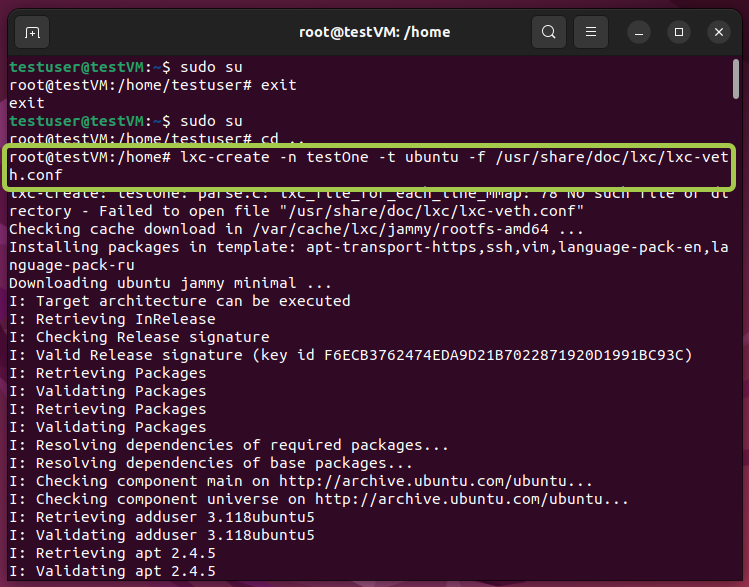 root@testVM: /home
testuser@testVM:~$ sudo su
root@testVM:/home/testuser# exit
exit
testuser@testVM:~$ sudo su
root@testVM:/home/testuser# cd ..
root@testVM:/home# lxc-create -n testOne -t ubuntu -f /usr/share/doc/lxc/lxc-vet
h.conf
lxc-create: testOne: parse.c: lxc_file_for_each_line_mmap: 78 No such file or di
rectory - Failed to open file "/usr/share/doc/lxc/lxc-veth.conf"
Checking cache download in /var/cache/lxc/jammy/rootfs-amd64 ...
Installing packages in template: apt-transport-https,ssh,vim,language-pack-en,la
nguage-pack-ru
Downloading ubuntu jammy minimal ...
I: Target architecture can be executed
I: Retrieving InRelease
I: Checking Release signature
I: Valid Release signature (key id F6ECB3762474EDA9D21B7022871920D1991BC93C)
I: Retrieving Packages
I: Validating Packages
I: Retrieving Packages
I: Validating Packages
I: Resolving dependencies of required packages...
I: Resolving dependencies of base packages...
I: Checking component main on http://archive.ubuntu.com/ubuntu...
I: Checking component universe on http://archive.ubuntu.com/ubuntu...
I: Retrieving adduser 3.118ubuntu5
I: Validating adduser 3.118ubuntu5
I: Retrieving apt 2.4.5
I: Validating apt 2.4.5